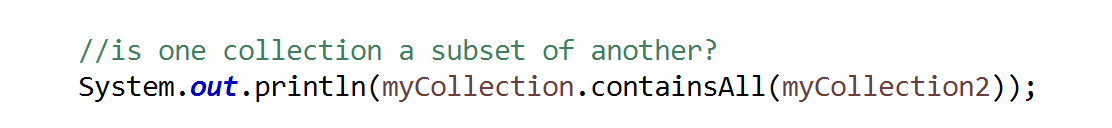 //is one collection a subset of another?
System.out.println(myCollection.containsAll(myCollection2));